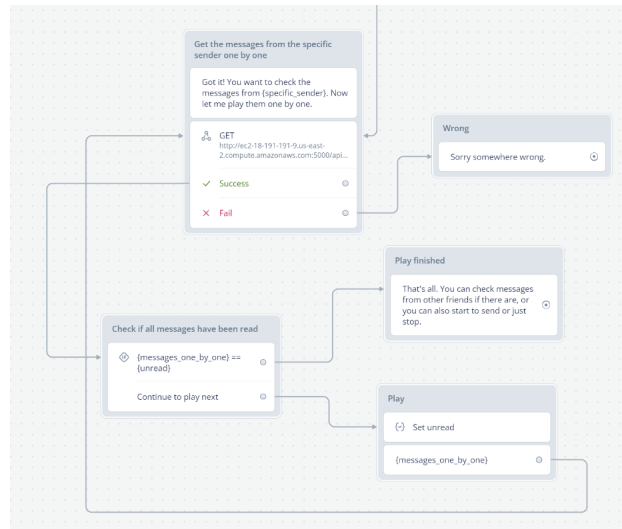 Get the messages from the specific
sender one by one
Got it! You want to check the
messages from {specific_sender}. Now
let me play them one by one.
GET
http://ec2-18-191-191-9.us-east-
2.compute.amazonaws.com:5000/api...
Success
Fail
Wrong
Sorry somewhere wrong.
Play finished
That's all. You can check messages
from other friends if there are, or
you can also start to send or just
stop.
Check if all messages have been read
{messages_one_by_one} ==
{unread}
Continue to play next
Play
Set unread
{messages_one_by_one}